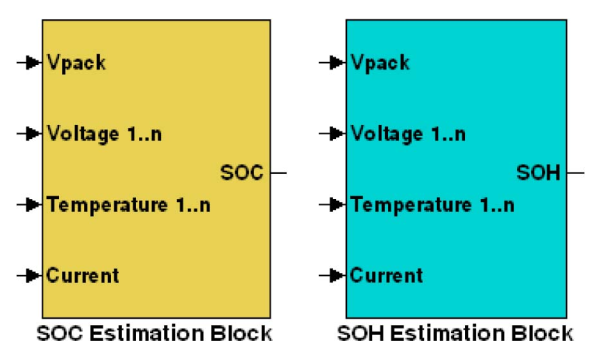 Vpack
Voltage 1..n
SOC
Temperature 1..n
Current
SOC Estimation Block
Vpack
Voltage 1..n
SOH
Temperature 1..n
Current
SOH Estimation Block